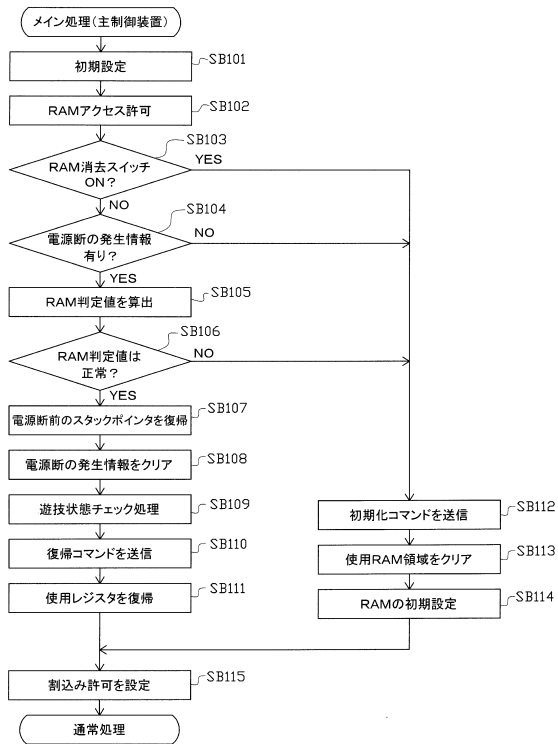 メイン処理(主制御装置)
初期設定
SB101
RAMアクセス許可
SB102
RAM消去スイッチ
ON?
SB103
YES
NO
電源断の発生情報
有り?
SB104
NO
YES
RAM判定値を算出
SB105
RAM判定値は
正常?
SB106
NO
YES
電源断前のスタックポインタを復帰
SB107
電源断の発生情報をクリア
SB108
遊技状態チェック処理
SB109
復帰コマンドを送信
SB110
使用レジスタを復帰
SB111
初期化コマンドを送信
SB112
使用RAM領域をクリア
SB113
RAMの初期設定
SB114
割込み許可を設定
SB115
通常処理